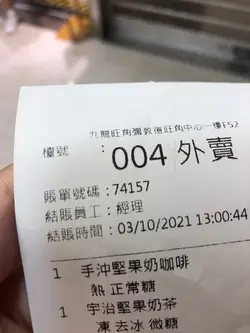 九龍旺角彌敦道旺角中心一樓F52
檯號 : 004 外賣
賬單號碼 : 74157
結賬員工 : 經理
結賬時間 : 03/10/2021 13:00:44
1 手沖堅果奶咖啡
熱 正常糖
1 宇治堅果奶茶
凍 去冰 微糖